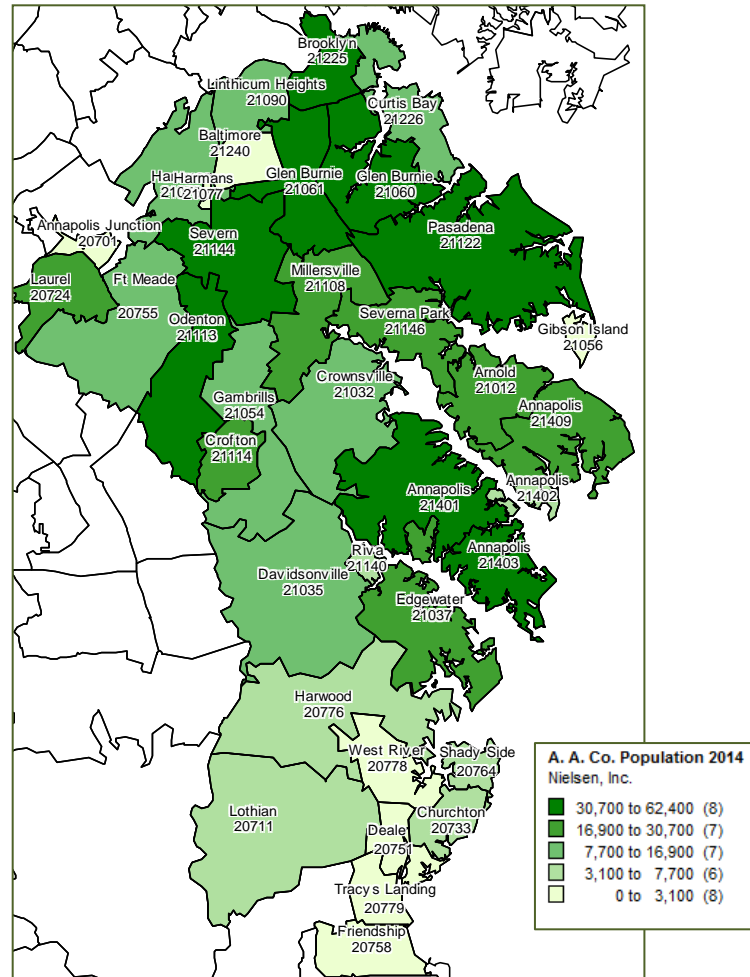 Brooklyn
21225
Linthicum Heights
21090
Curtis Bay
21226
Baltimore
21240
Glen Burnie
21061
Glen Burnie
21060
Harmans
21077
Pasadena
21122
Annapolis Junction
20701
Severn
21144
Laurel
20724
Ft Meade
20755
Millersville
21108
Odenton
21113
Severna Park
21146
Gibson Island
21056
Crownsville
21032
Arnold
21012
Gambrills
21054
Annapolis
21409
Crofton
21114
Annapolis
21401
Annapolis
21402
Riva
21140
Annapolis
21403
Davidsonville
21035
Edgewater
21037
Harwood
20776
West River
20778
Shady Side
20764
Lothian
20711
Churchton
20733
Deale
20751
Tracys Landing
20779
Friendship
20758
A. A. Co. Population 2014
Nielsen, Inc.
30,700 to 62,400 (8)
16,900 to 30,700 (7)
7,700 to 16,900 (7)
3,100 to 7,700 (6)
0 to 3,100 (8)